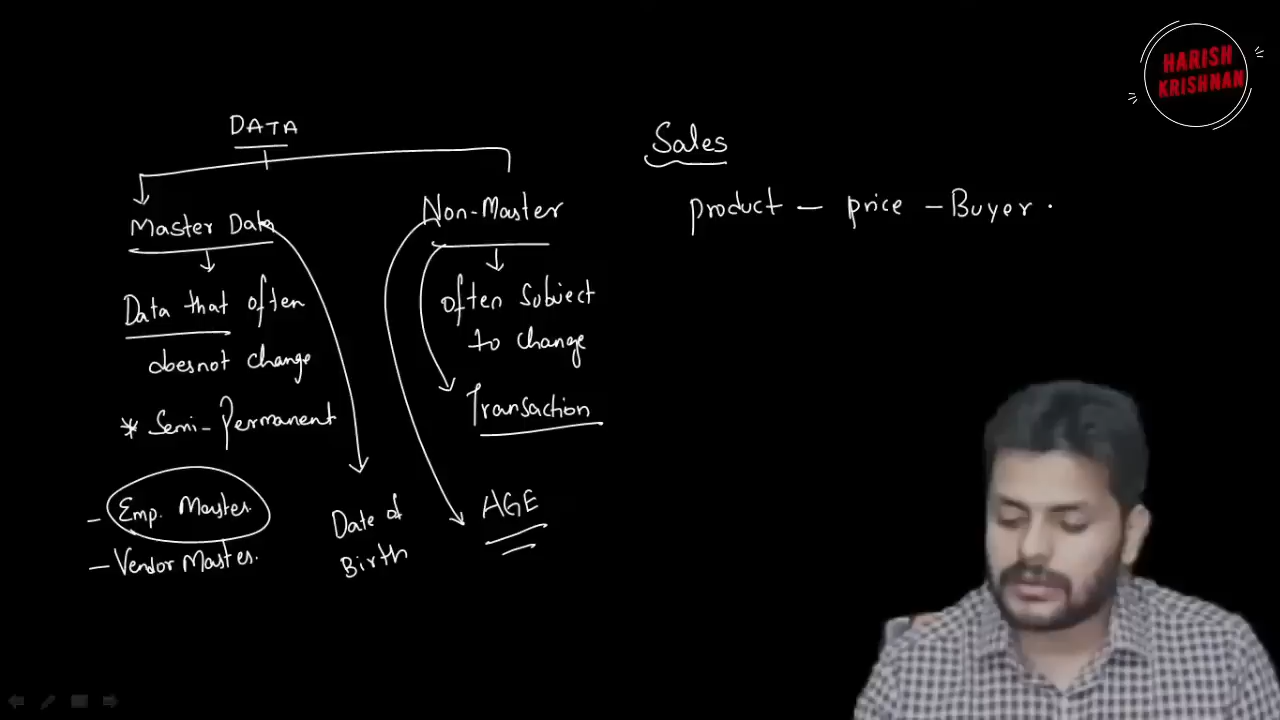 HARISH
KRISHNAN
DATA
Master Data
Data that often
doesnot change
* Semi-Permanent
- Emp. Master.
- Vendor Master.
Date of
Birth
Non-Master
often subject
to change
Transaction
AGE
Sales
product - price - Buyer.